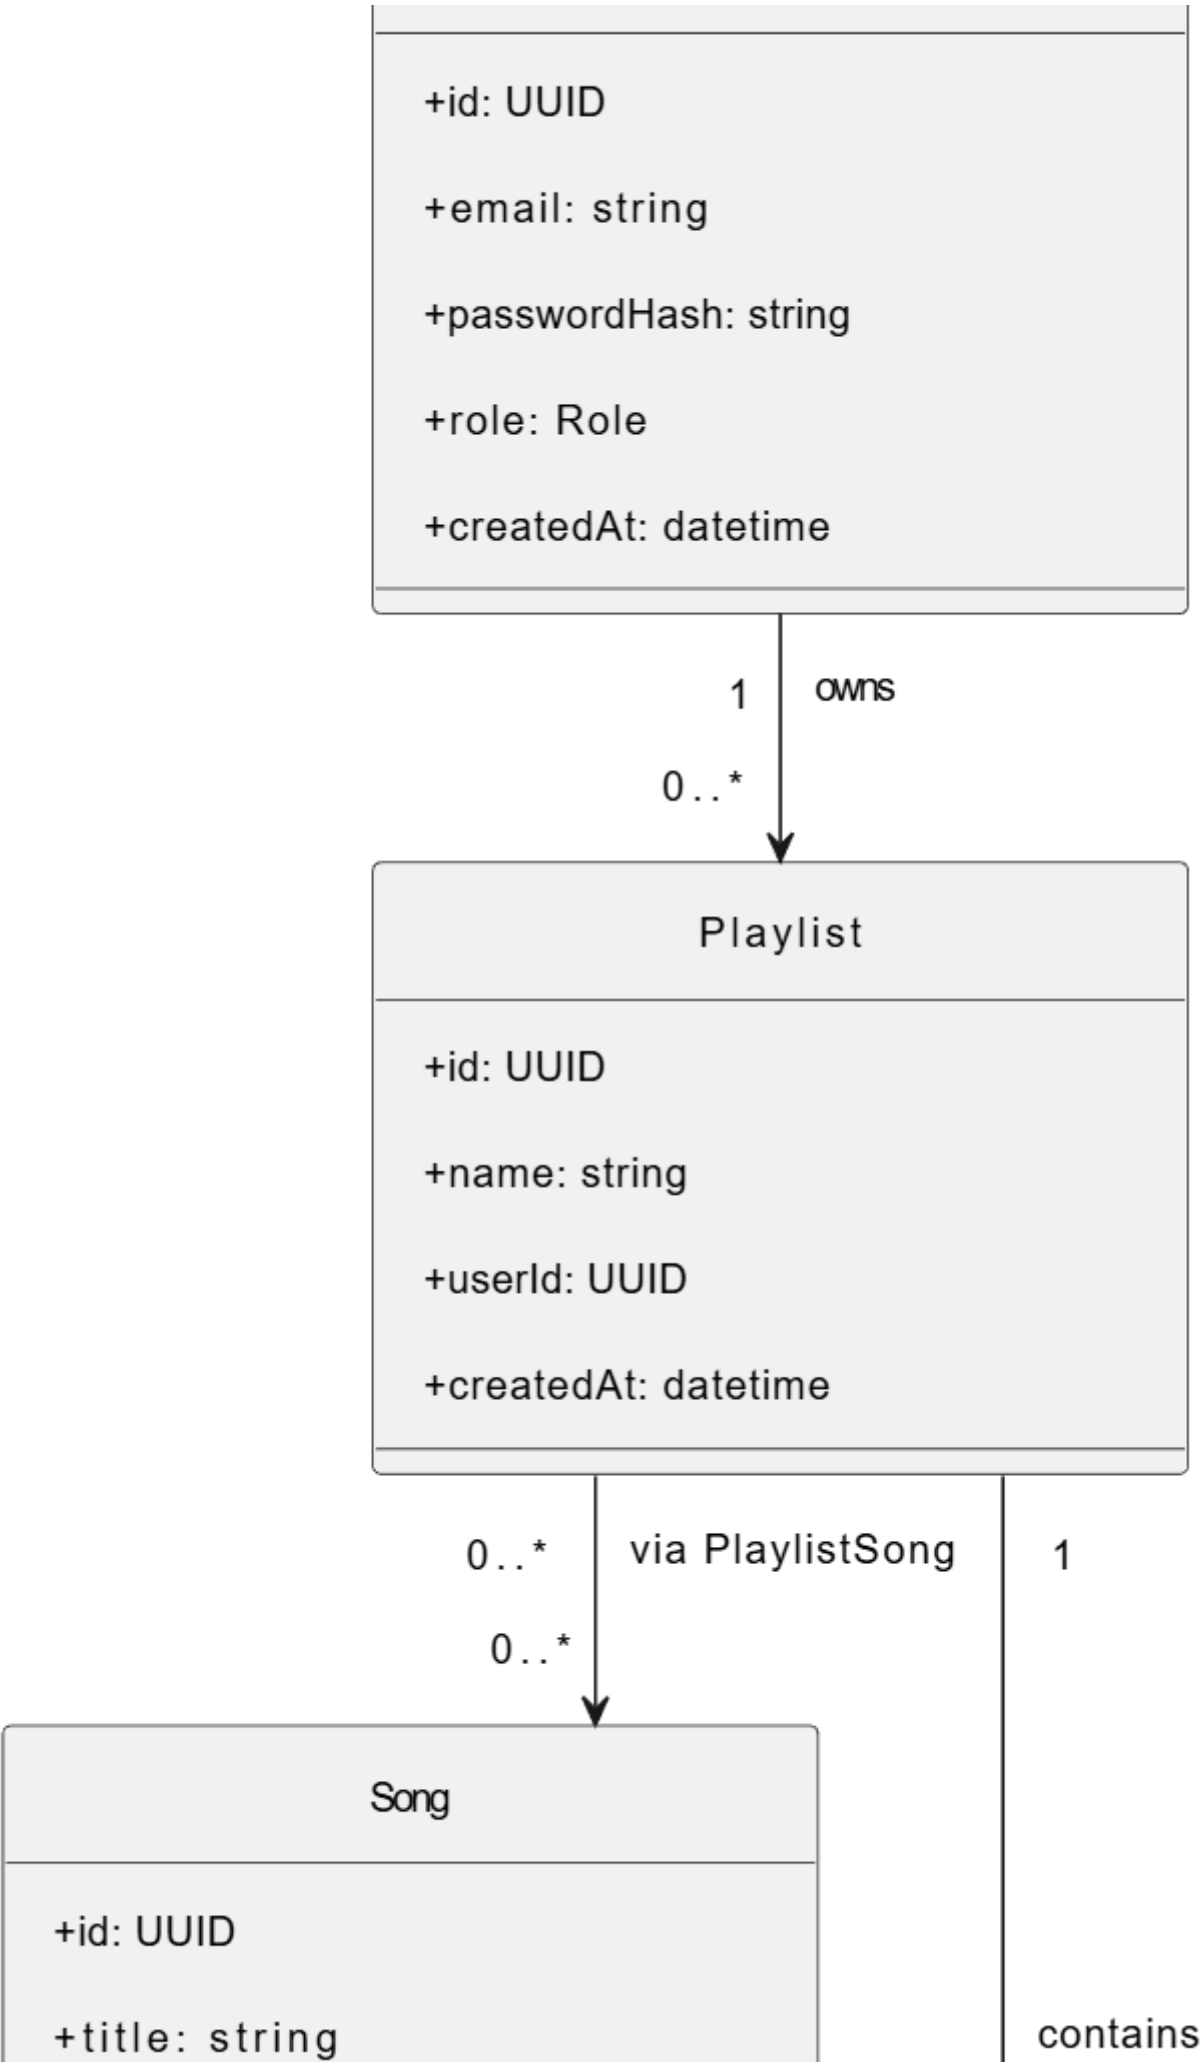 +id: UUID
+email: string
+passwordHash: string
+role: Role
+createdAt: datetime
1 owns
0..*
Playlist
+id: UUID
+name: string
+userId: UUID
+createdAt: datetime
0..* via PlaylistSong 1
0..*
Song
+id: UUID
+title: string
contains